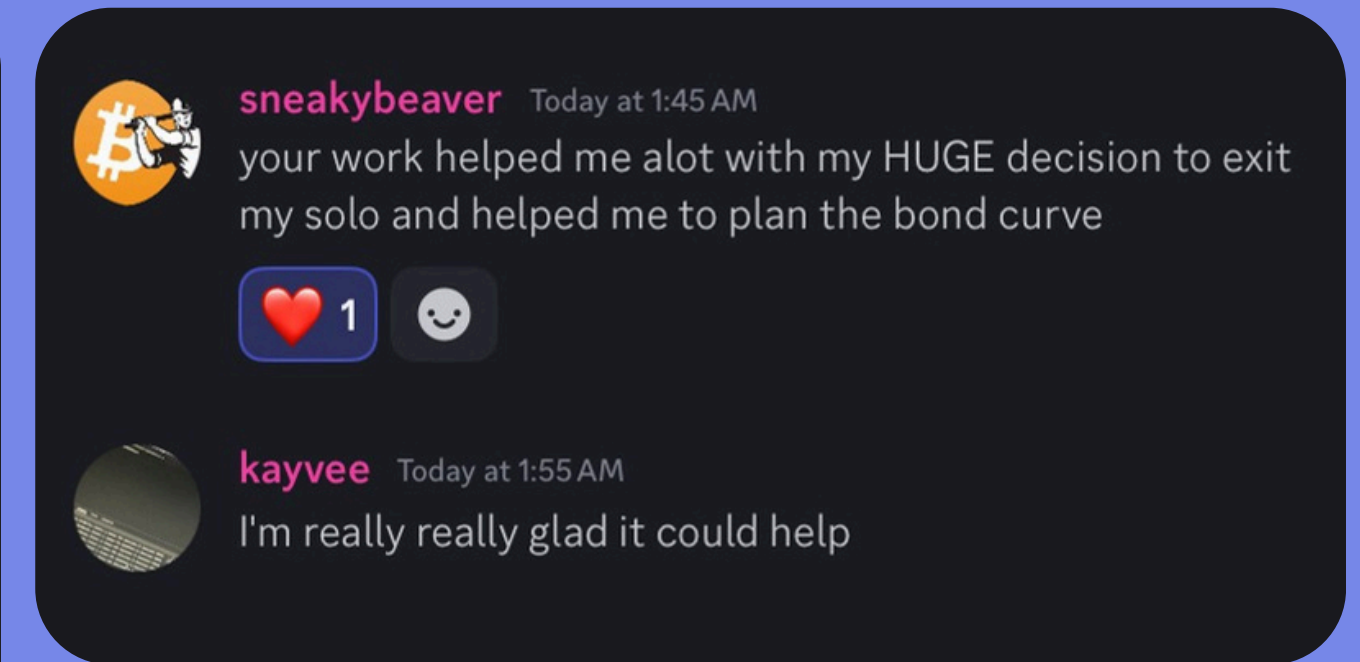 sneakybeaver Today at 1:45 AM
your work helped me alot with my HUGE decision to exit
my solo and helped me to plan the bond curve
❤️ 1
kayvee Today at 1:55 AM
I'm really really glad it could help